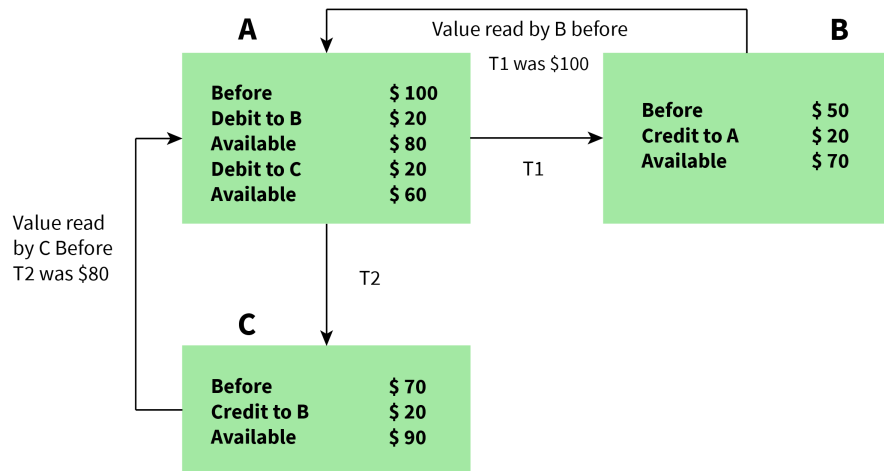 A
Value read by B before
T1 was $100
B
Before $ 100
Debit to B $ 20
Available $ 80
Debit to C $ 20
Available $ 60
T1
Before $ 50
Credit to A $ 20
Available $ 70
Value read
by C Before
T2 was $80
T2
C
Before $ 70
Credit to B $ 20
Available $ 90